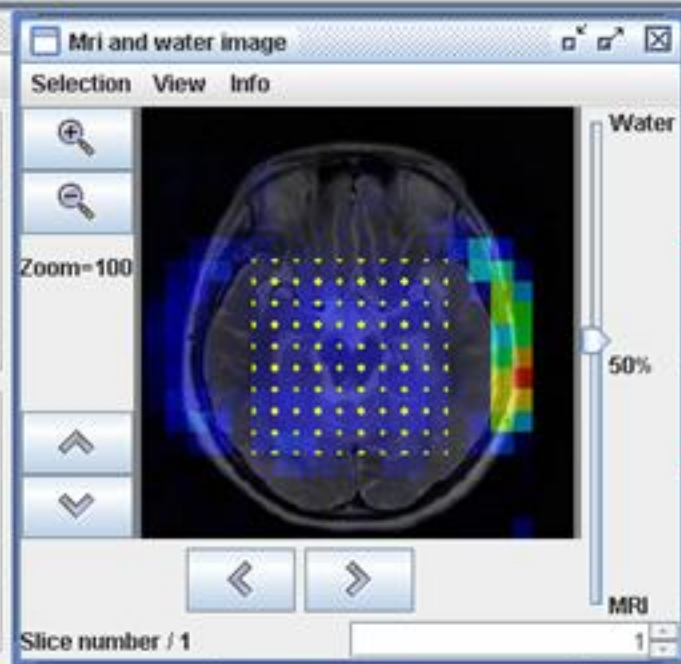 Mri and water image
Selection View Info
Water
Zoom=100
50%
MRI
Slice number / 1
1